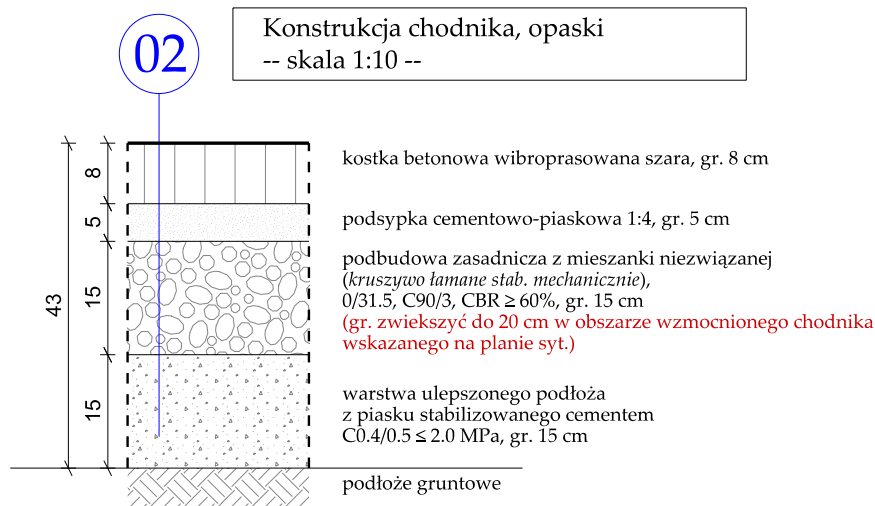 02
Konstrukcja chodnika, opaski
-- skala 1:10 --
43
8
5
15
15
kostka betonowa wibroprasowana szara, gr. 8 cm
podsypka cementowo-piaskowa 1:4, gr. 5 cm
podbudowa zasadnicza z mieszanki niezwiązanej
(kruszywo łamane stab. mechanicznie),
0/31.5, C90/3, CBR ≥ 60%, gr. 15 cm
(gr. zwiekszyć do 20 cm w obszarze wzmocnionego chodnika
wskazanego na planie syt.)
warstwa ulepszonego podłoża
z piasku stabilizowanego cementem
C0.4/0.5 ≤ 2.0 MPa, gr. 15 cm
podłoże gruntowe